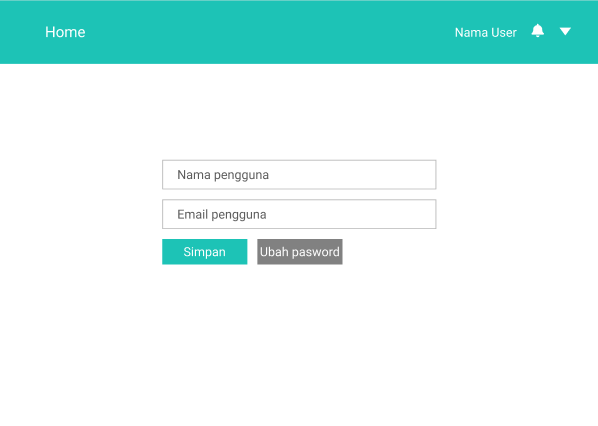 Home
Nama User
Nama pengguna
Email pengguna
Simpan
Ubah pasword